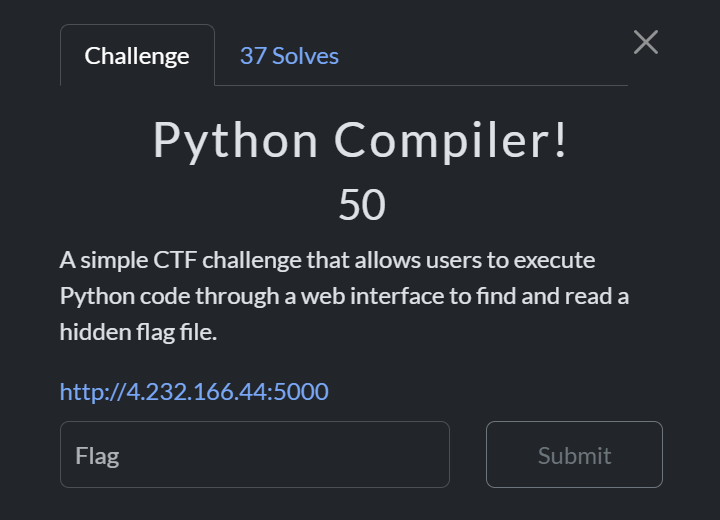 Challenge
37 Solves
Python Compiler!
50
A simple CTF challenge that allows users to execute
Python code through a web interface to find and read a
hidden flag file.
http://4.232.166.44:5000
Flag
Submit